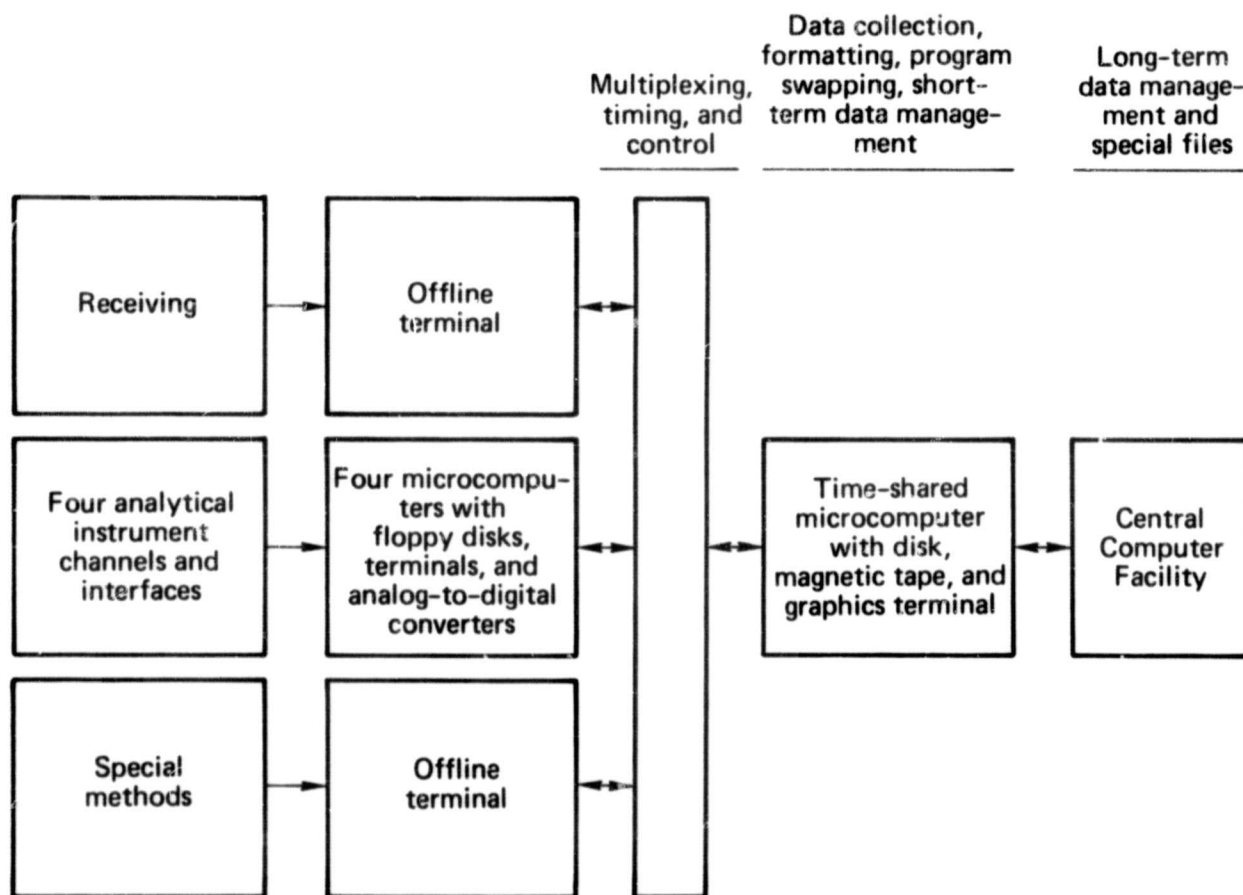 Multiplexing,
timing, and
control
Data collection,
formatting, program
swapping, short-
term data manage-
ment
Long-term
data manage-
ment and
special files
Receiving
Offline
terminal
Four analytical
instrument
channels and
interfaces
Four microcompu-
ters with
floppy disks,
terminals, and
analog-to-digital
converters
Time-shared
microcomputer
with disk,
magnetic tape, and
graphics terminal
Central
Computer
Facility
Special
methods
Offline
terminal